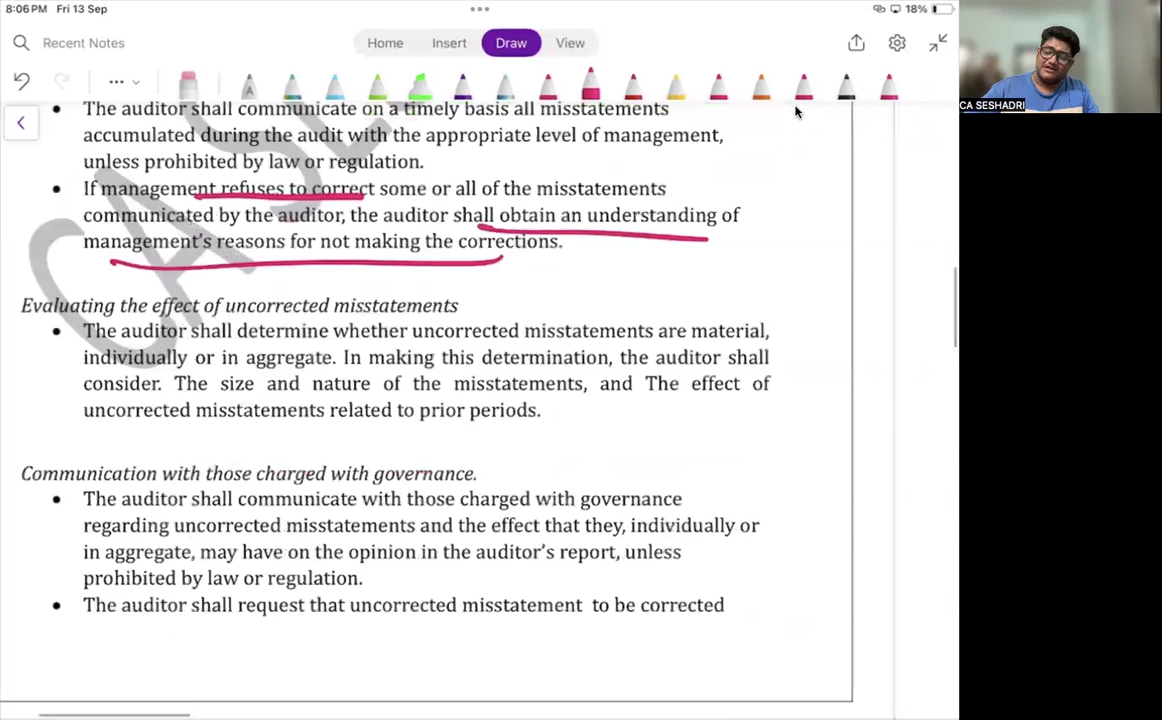 8:06 PM Fri 13 Sep
18%
Recent Notes
Home Insert Draw View
A
The auditor shall communicate on a timely basis all misstatements
accumulated during the audit with the appropriate level of management,
unless prohibited by law or regulation.
If management refuses to correct some or all of the misstatements
communicated by the auditor, the auditor shall obtain an understanding of
management's reasons for not making the corrections.
Evaluating the effect of uncorrected misstatements
The auditor shall determine whether uncorrected misstatements are material,
individually or in aggregate. In making this determination, the auditor shall
consider. The size and nature of the misstatements, and The effect of
uncorrected misstatements related to prior periods.
Communication with those charged with governance.
The auditor shall communicate with those charged with governance
regarding uncorrected misstatements and the effect that they, individually or
in aggregate, may have on the opinion in the auditor's report, unless
prohibited by law or regulation.
The auditor shall request that uncorrected misstatement to be corrected
CA SESHADRI